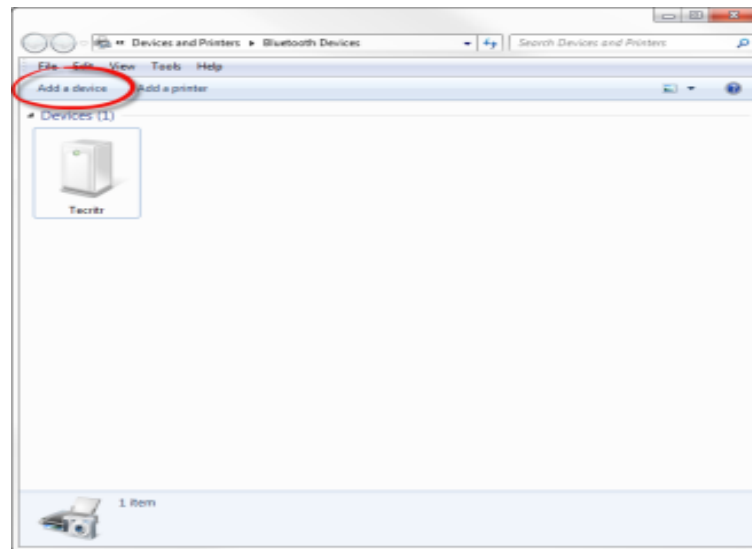 Devices and Printers Bluetooth Devices Search Devices and Printers
File Edit View Tools Help
Add a device Add a printer
Devices (1)
Tecritr
1 item